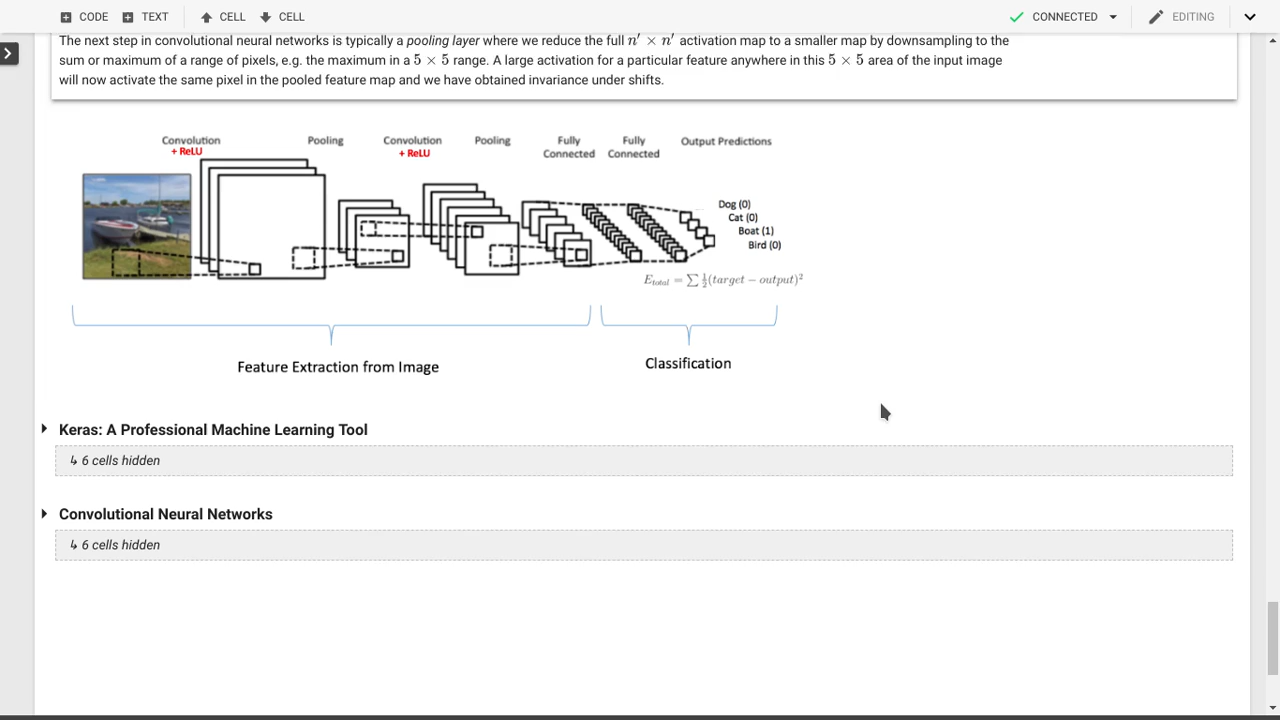 CODE TEXT CELL CELL CONNECTED EDITING
The next step in convolutional neural networks is typically a pooling layer where we reduce the full n′ × n′ activation map to a smaller map by downsampling to the
sum or maximum of a range of pixels, e.g. the maximum in a 5 × 5 range. A large activation for a particular feature anywhere in this 5 × 5 area of the input image
will now activate the same pixel in the pooled feature map and we have obtained invariance under shifts.
Convolution
+ ReLU
Pooling
Convolution
+ ReLU
Pooling
Fully
Connected
Fully
Connected
Output Predictions
Dog (0)
Cat (0)
Boat (1)
Bird (0)
E_total = ∑ ½(target − output)²
Feature Extraction from Image
Classification
Keras: A Professional Machine Learning Tool
↳ 6 cells hidden
Convolutional Neural Networks
↳ 6 cells hidden